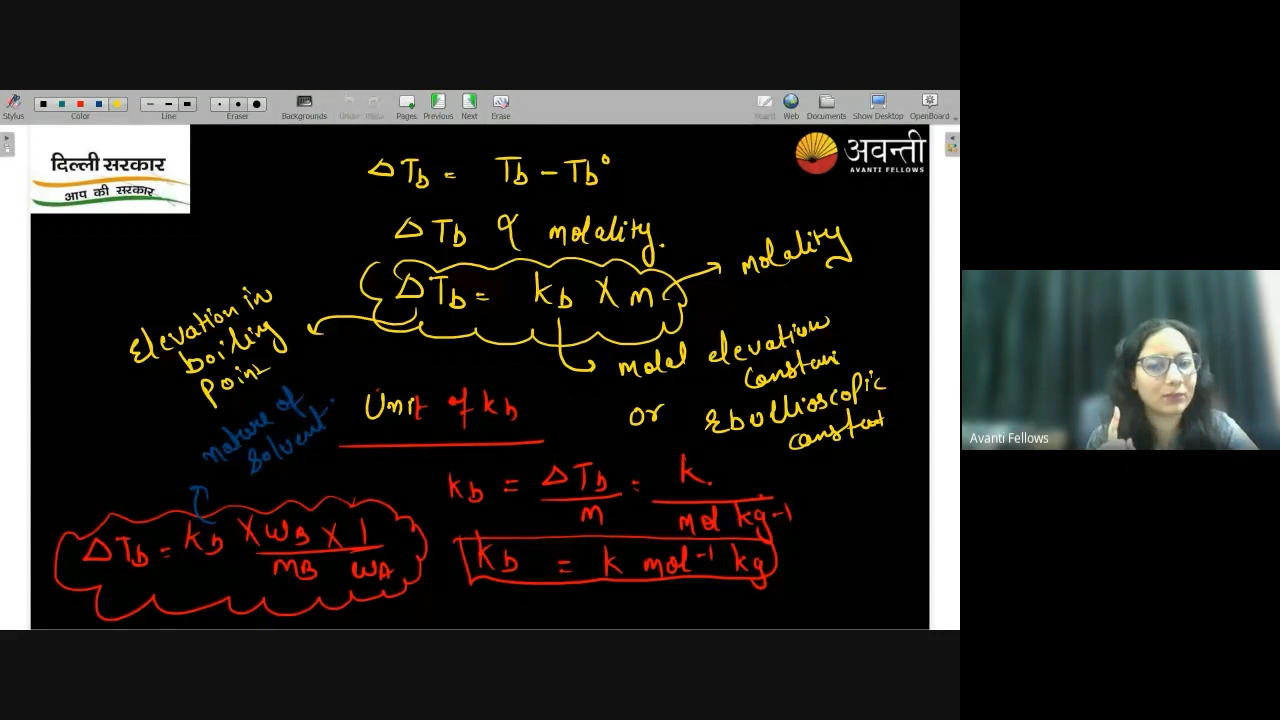 Stylus
Color
Line
Eraser
Backgrounds
Undo
Redo
Pages
Previous
Next
Erase
Board
Web
Documents
Show Desktop
OpenBoard
दिल्ली सरकार
आप की सरकार
अवन्ती
AVANTI FELLOWS
ΔTb = Tb - Tb°
ΔTb ∝ molality.
ΔTb = kb X m
molality
Elevation in
boiling
point
molal elevation
constant
or Ebullioscopic
constant
Unit of kb
nature of
solvent.
kb = ΔTb / m = k. / mol kg-1
kb = k mol-1 kg
ΔTb = kb X WB / MB X 1 / WA
Avanti Fellows